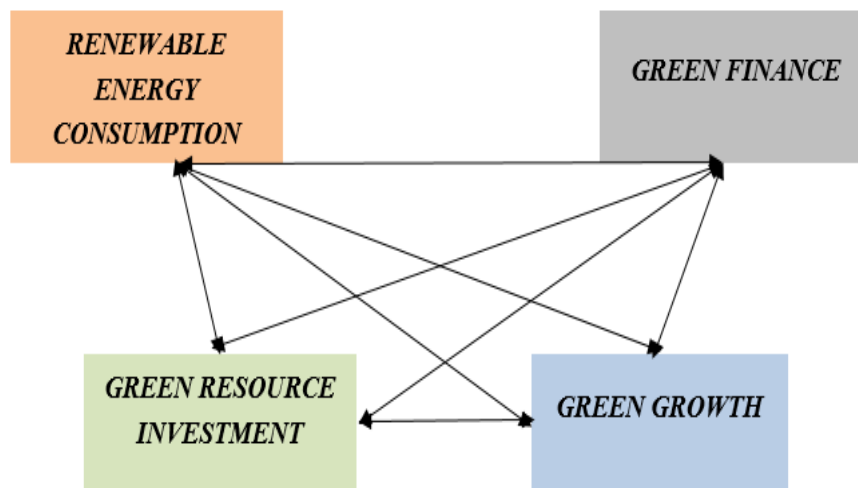 RENEWABLE
ENERGY
CONSUMPTION
GREEN FINANCE
GREEN RESOURCE
INVESTMENT
GREEN GROWTH